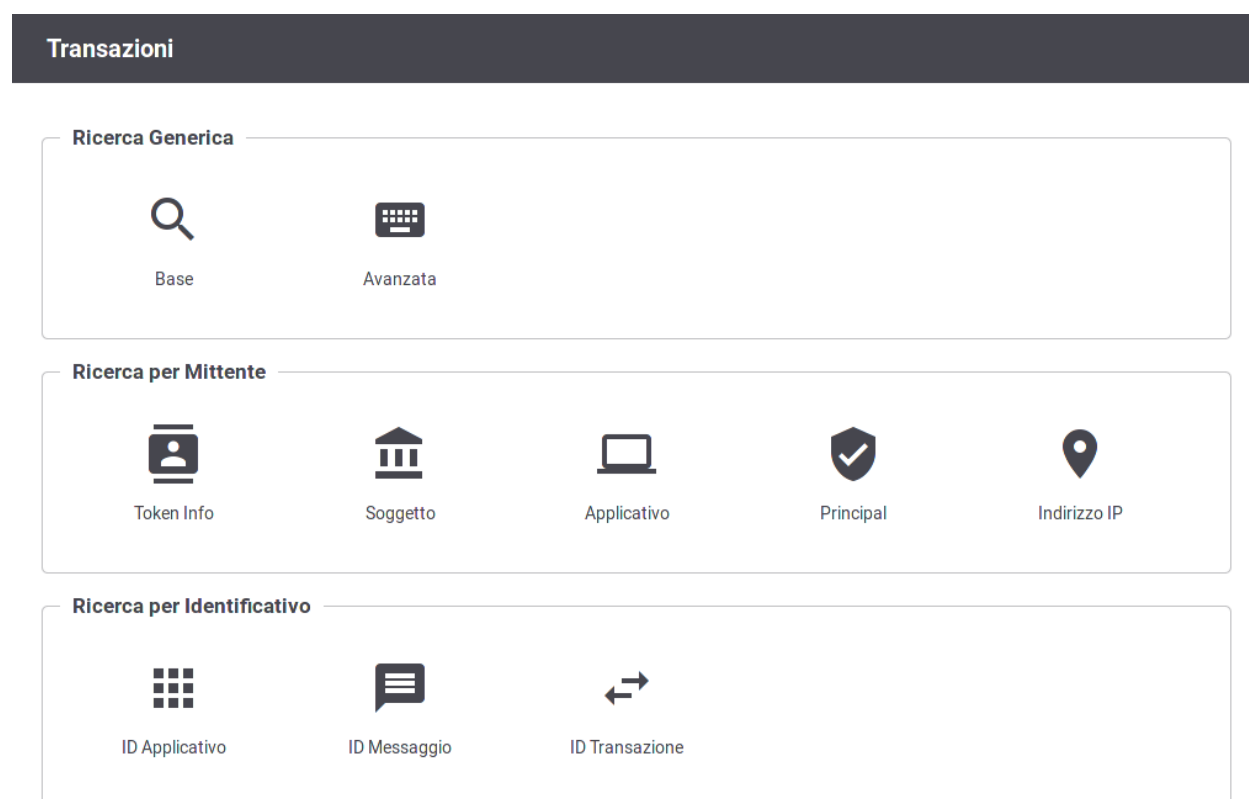 Transazioni
Ricerca Generica
Base Avanzata
Ricerca per Mittente
Token Info Soggetto Applicativo Principal Indirizzo IP
Ricerca per Identificativo
ID Applicativo ID Messaggio ID Transazione